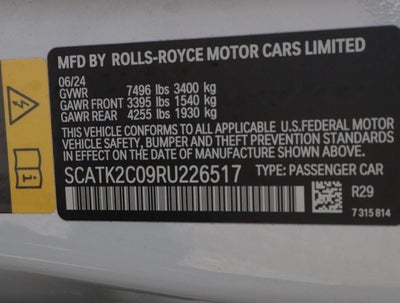 MFD BY ROLLS-ROYCE MOTOR CARS LIMITED
06/24
GVWR 7496 lbs 3400 kg
GAWR FRONT 3395 lbs 1540 kg
GAWR REAR 4255 lbs 1930 kg
THIS VEHICLE CONFORMS TO ALL APPLICABLE U.S.FEDERAL MOTOR
VEHICLE SAFETY, BUMPER AND THEFT PREVENTION STANDARDS
IN EFFECT ON THE DATE OF MANUFACTURE SHOWN ABOVE.
SCATK2C09RU226517 TYPE: PASSENGER CAR
R29
7 315 814